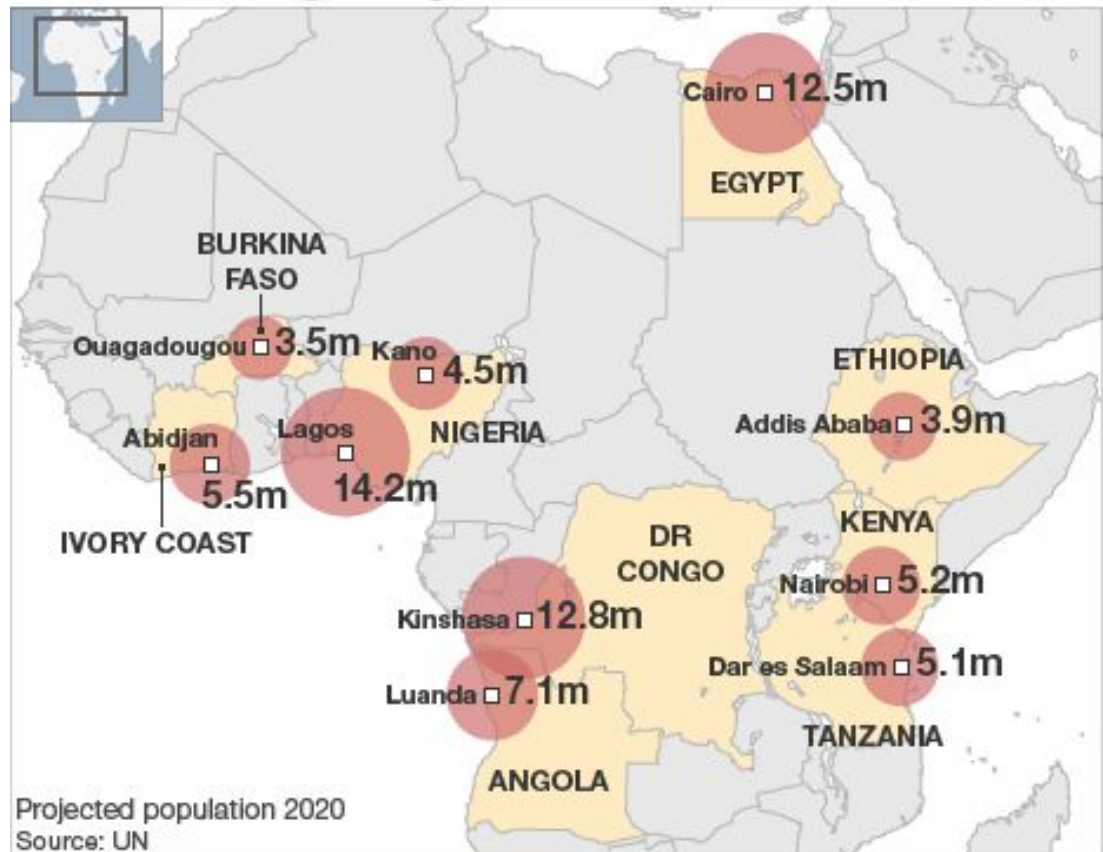 Cairo 12.5m
EGYPT
BURKINA
FASO
Ouagadougou 3.5m
Kano 4.5m
NIGERIA
Lagos
14.2m
Abidjan
5.5m
IVORY COAST
ETHIOPIA
Addis Ababa 3.9m
KENYA
Nairobi 5.2m
DR
CONGO
Kinshasa 12.8m
Dar es Salaam 5.1m
TANZANIA
Luanda 7.1m
ANGOLA
Projected population 2020
Source: UN